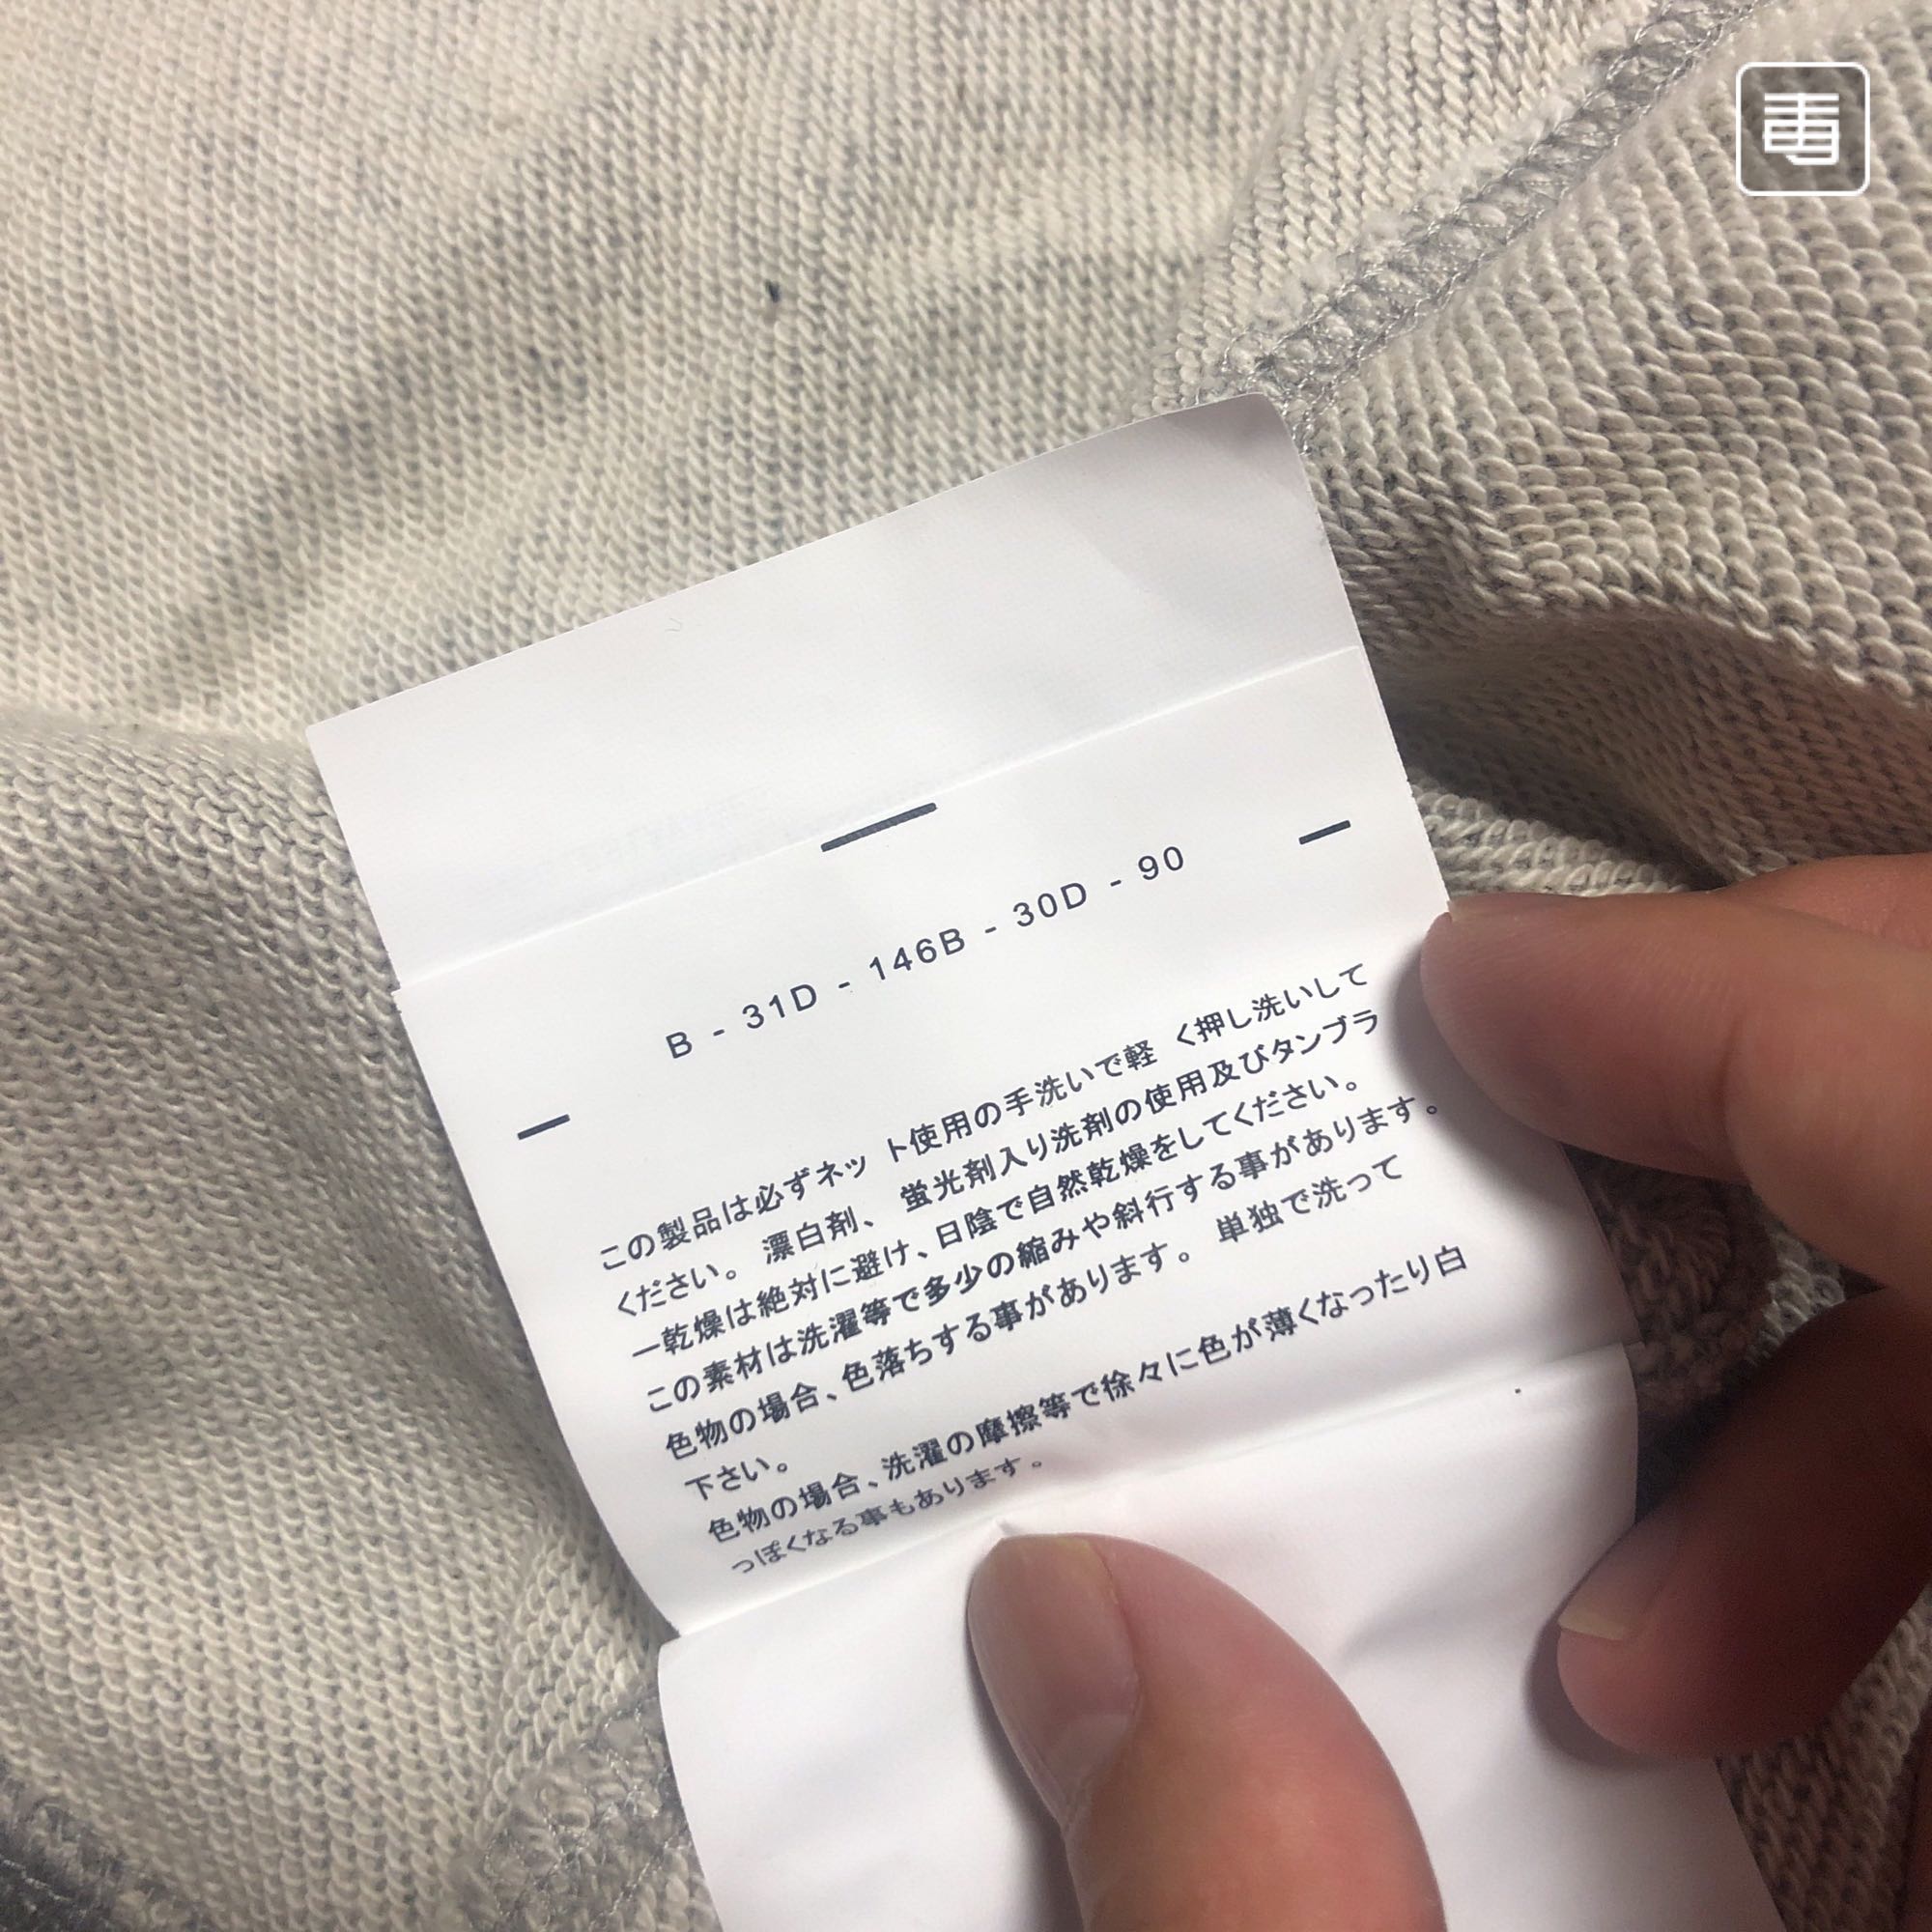 B - 31D - 146B - 30D - 90
この製品は必ずネッ ト使用の手洗いで軽 く押し洗いして
ください。 漂白剤、 蛍光剤入り洗剤の使用及びタンブラ
ー乾燥は絶対に避け、日陰で自然乾燥をしてください。
この素材は洗濯等で多少の縮みや斜行する事があります。
色物の場合、色落ちする事があります。 単独で洗って
下さい。
色物の場合、洗濯の摩擦等で徐々に色が薄くなったり白
っぽくなる事もあります。